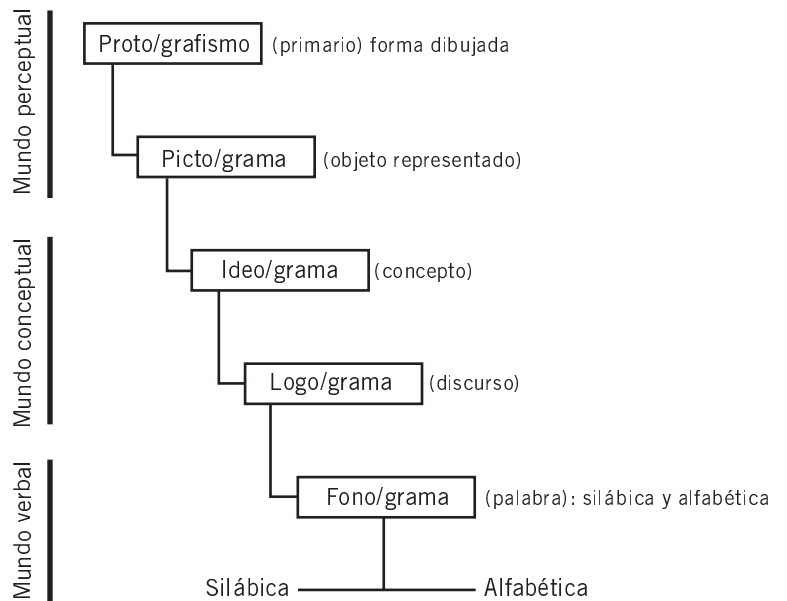 Mundo perceptual
Proto/grafismo (primario) forma dibujada
Picto/grama (objeto representado)
Mundo conceptual
Ideo/grama (concepto)
Logo/grama (discurso)
Mundo verbal
Fono/grama (palabra): silábica y alfabética
Silábica Alfabética